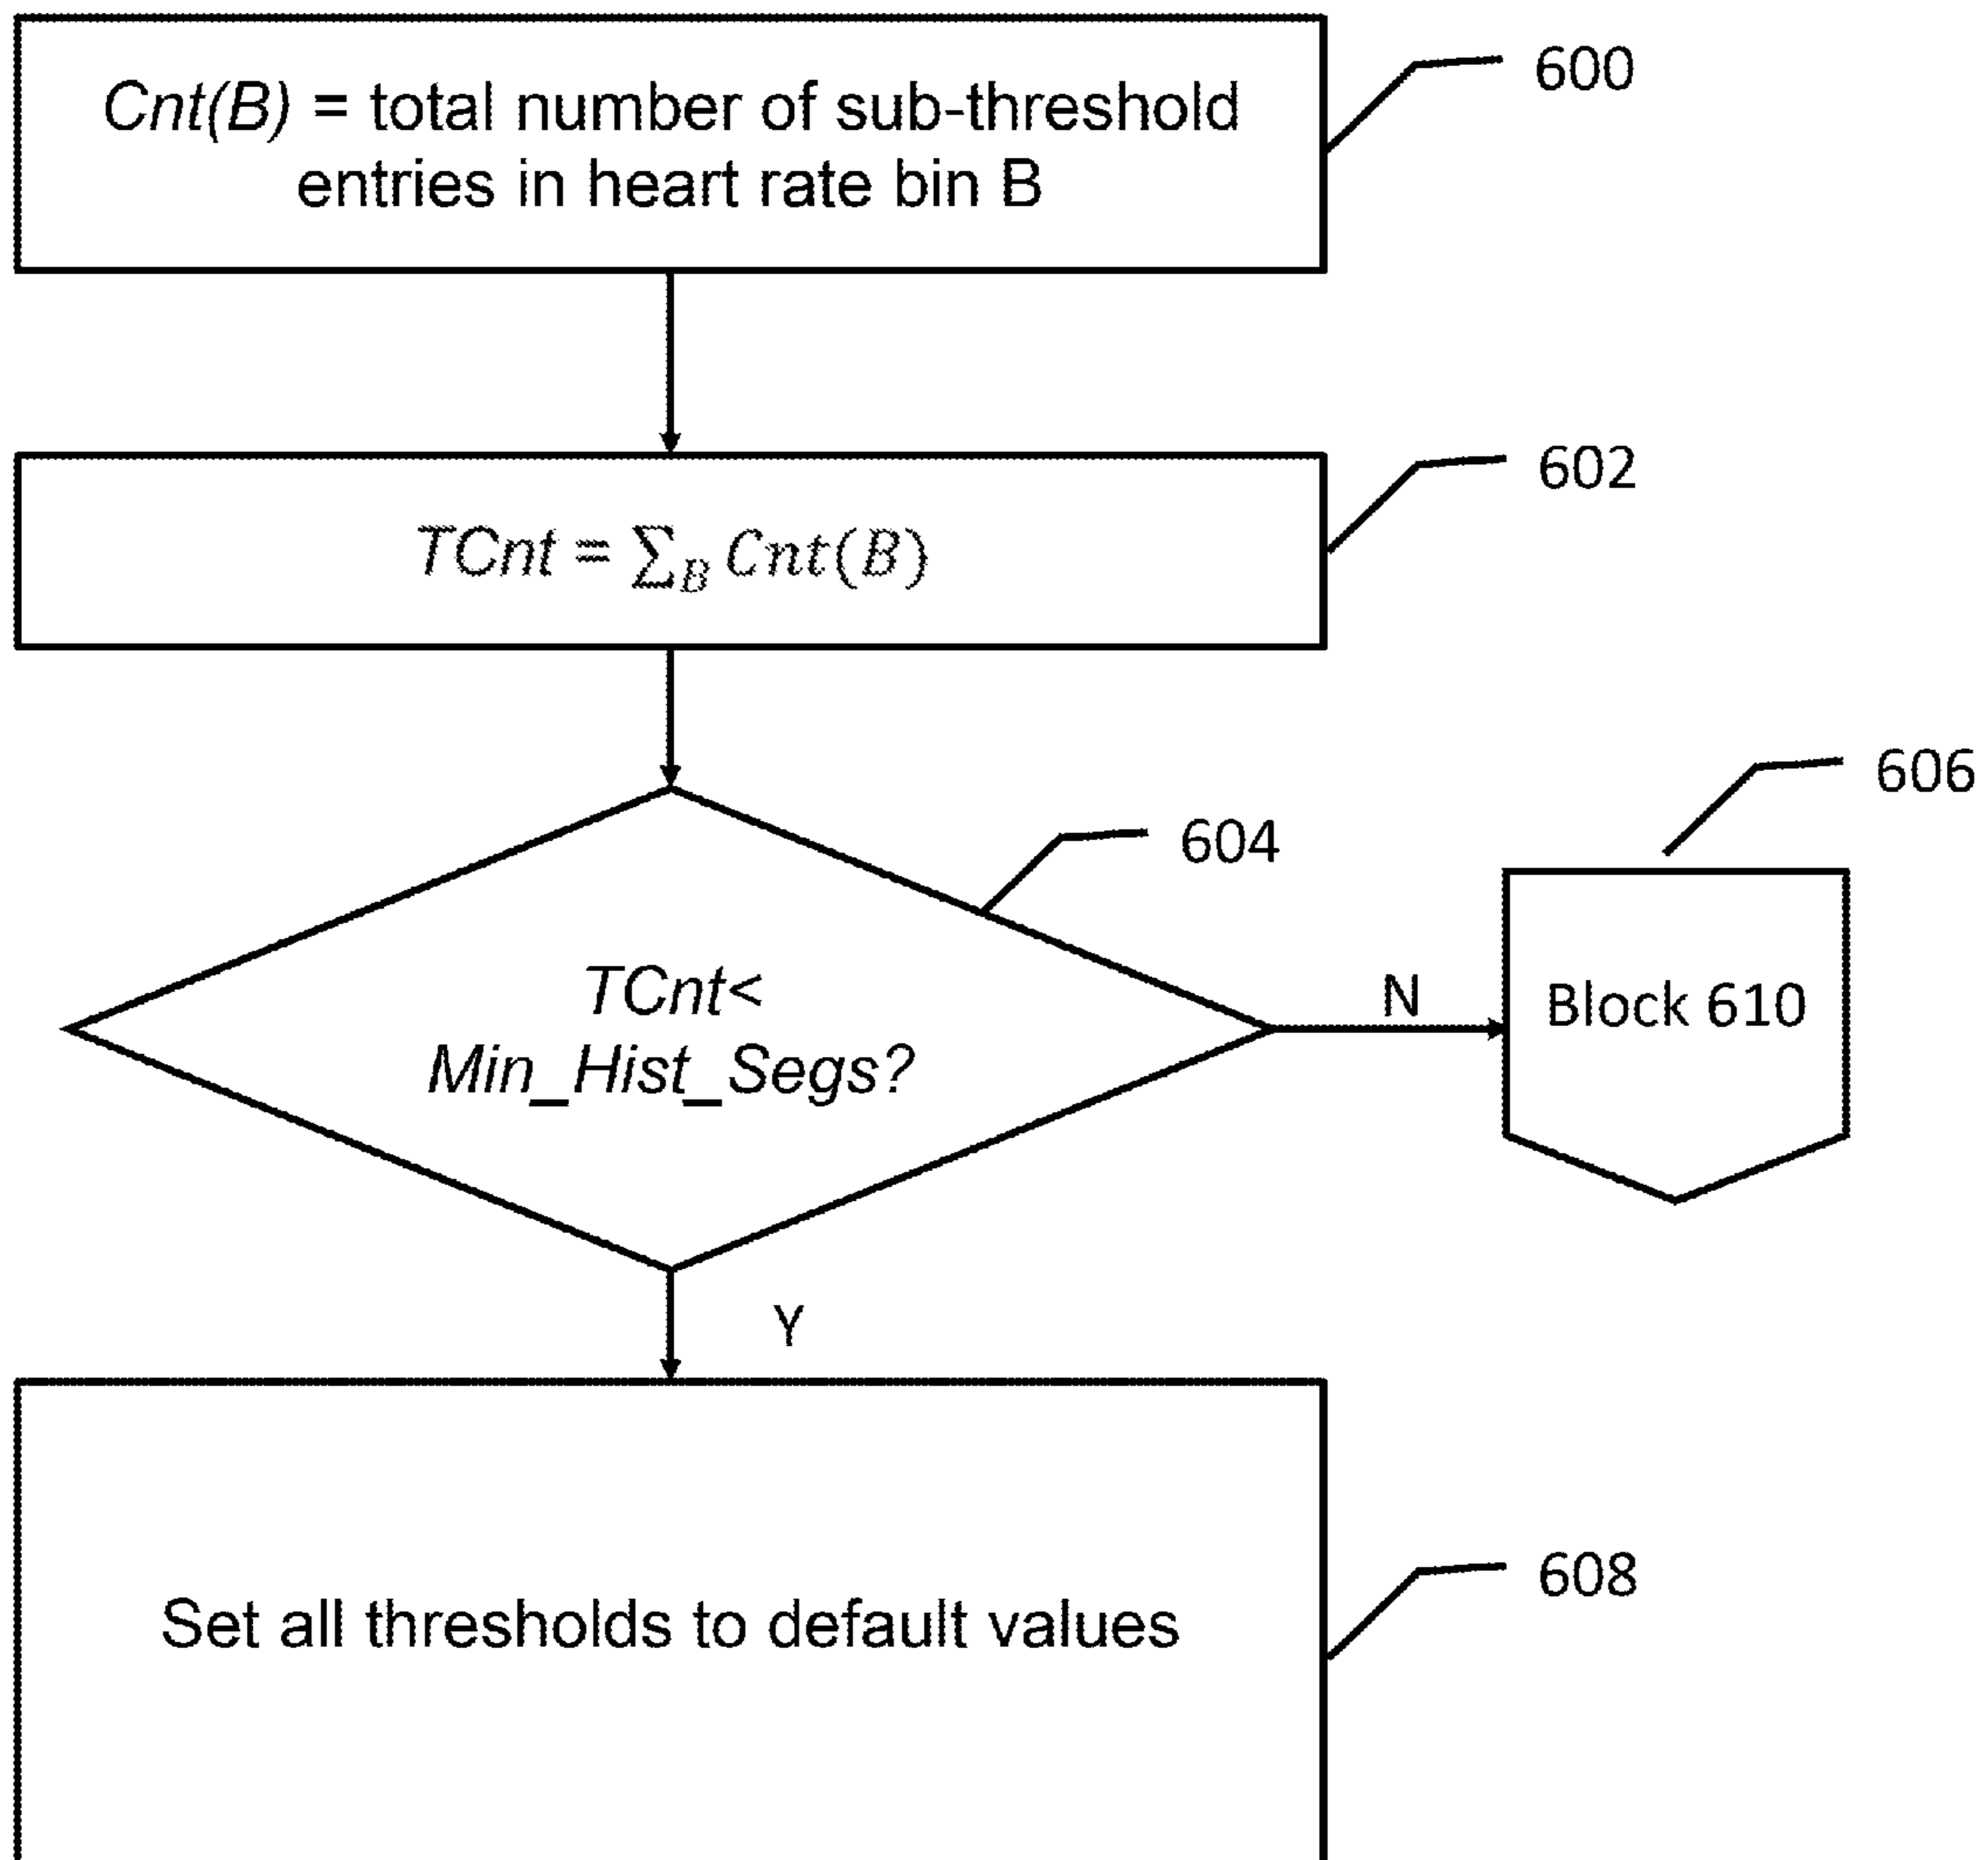 Cnt(B) = total number of sub-threshold
entries in heart rate bin B
600
TCnt = ∑_B Cnt(B)
602
604
606
TCnt<
Min_Hist_Segs?
N
Block 610
Y
Set all thresholds to default values
608